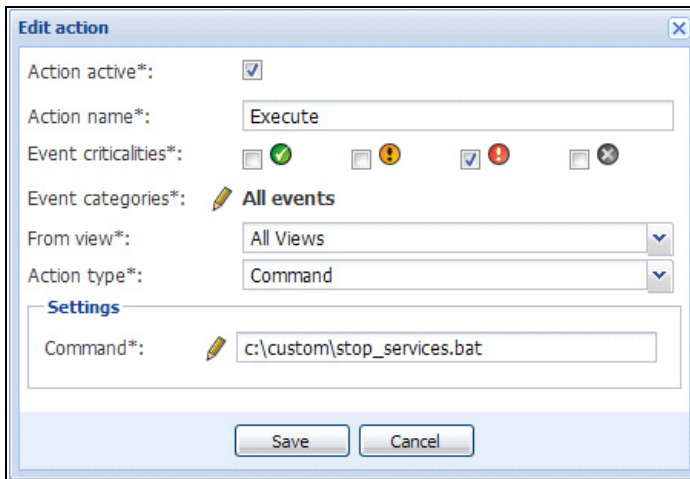 Edit action
Action active*:
Action name*: Execute
Event criticalities*:
Event categories*: All events
From view*: All Views
Action type*: Command
Settings
Command*: c:\custom\stop_services.bat
Save Cancel